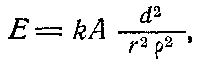 E = kA d²/r² ρ²,